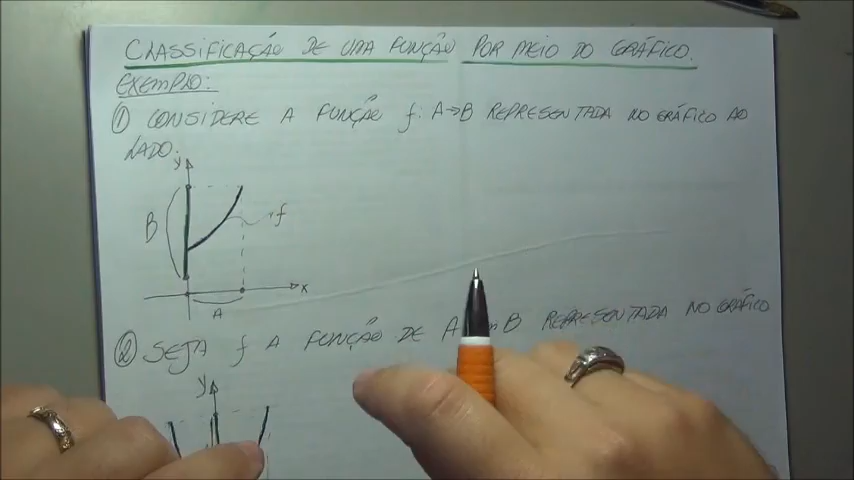 CLASSIFICAÇÃO DE UMA FUNÇÃO POR MEIO DO GRÁFICO.
EXEMPLO:
① CONSIDERE A FUNÇÃO f: A→B REPRESENTADA NO GRÁFICO AO
LADO.
y
B
f
x
A
② SEJA f A FUNÇÃO DE A B REPRESENTADA NO GRÁFICO
y